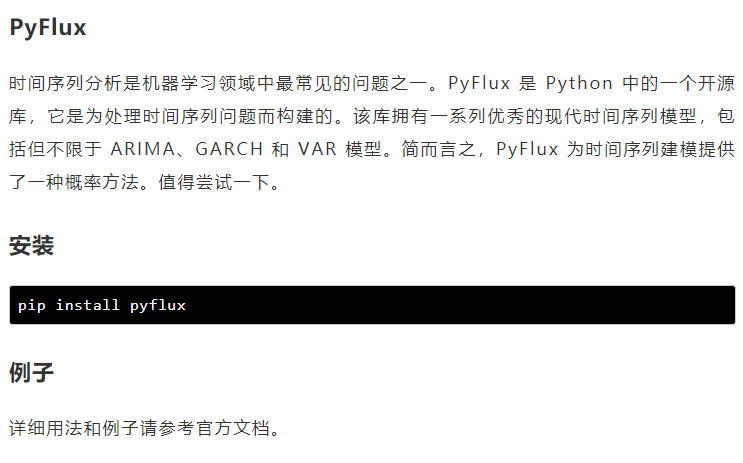 PyFlux
时间序列分析是机器学习领域中最常见的问题之一。PyFlux 是 Python 中的一个开源
库，它是为处理时间序列问题而构建的。该库拥有一系列优秀的现代时间序列模型，包
括但不限于 ARIMA、GARCH 和 VAR 模型。简而言之，PyFlux 为时间序列建模提供
了一种概率方法。值得尝试一下。
安装
pip install pyflux
例子
详细用法和例子请参考官方文档。